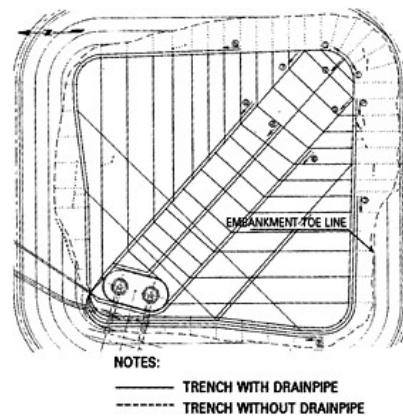 EMBANKMENT TOE LINE
NOTES:
TRENCH WITH DRAINPIPE
TRENCH WITHOUT DRAINPIPE